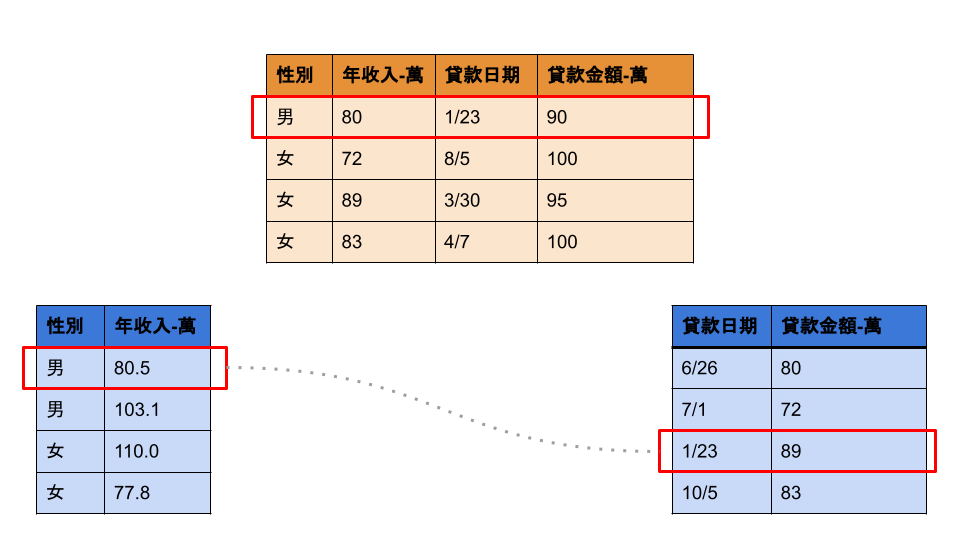 性別 年收入-萬 貸款日期 貸款金額-萬
男 80 1/23 90
女 72 8/5 100
女 89 3/30 95
女 83 4/7 100
性別 年收入-萬
男 80.5
男 103.1
女 110.0
女 77.8
貸款日期 貸款金額-萬
6/26 80
7/1 72
1/23 89
10/5 83